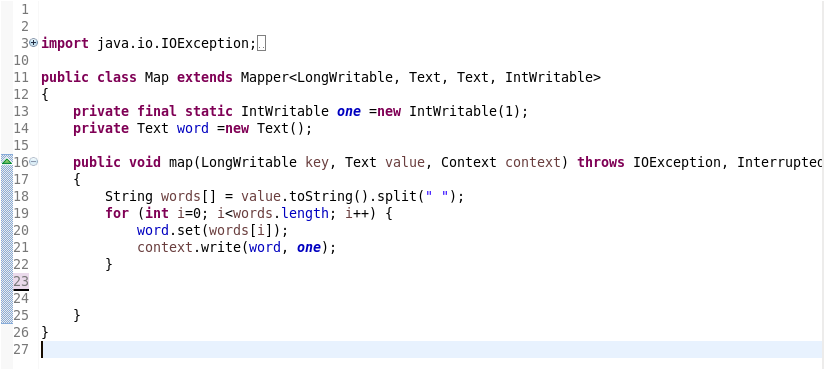 1
2
3 import java.io.IOException;
10
11 public class Map extends Mapper<LongWritable, Text, Text, IntWritable>
12 {
13     private final static IntWritable one =new IntWritable(1);
14     private Text word =new Text();
15
16     public void map(LongWritable key, Text value, Context context) throws IOException, Interrupted
17     {
18         String words[] = value.toString().split(" ");
19         for (int i=0; i<words.length; i++) {
20             word.set(words[i]);
21             context.write(word, one);
22         }
23
24
25     }
26 }
27